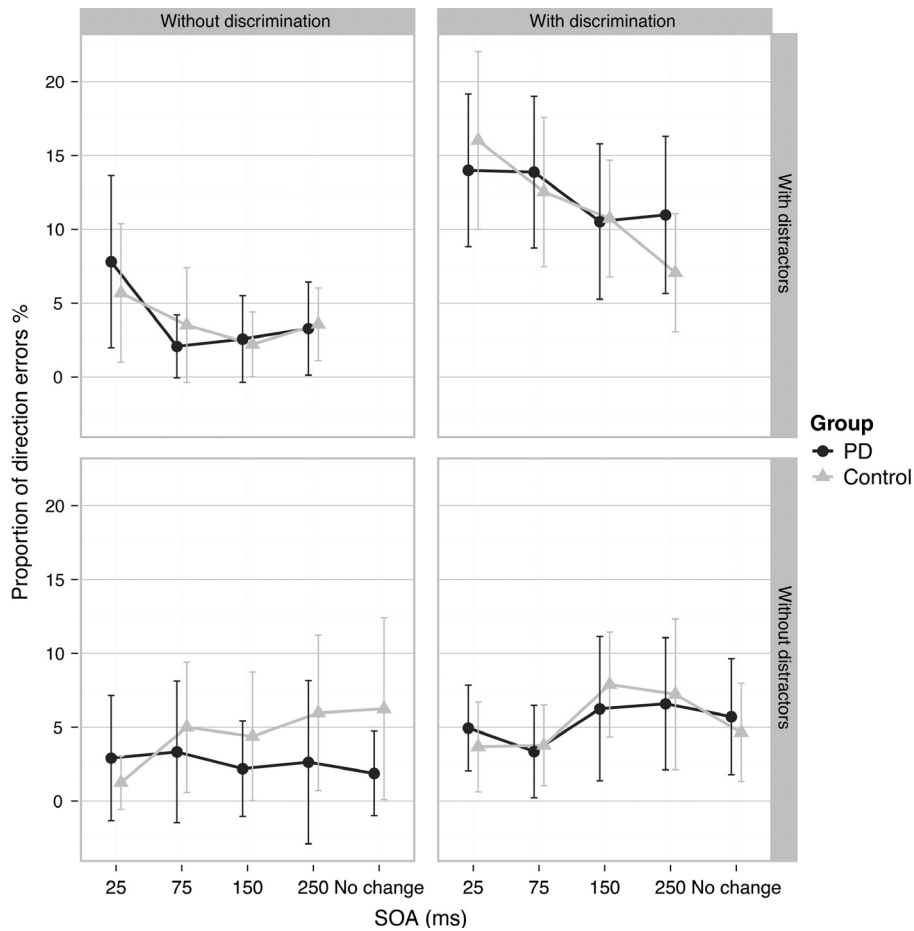 Without discrimination
With discrimination
20
15
10
5
0
With distractors
20
15
10
5
0
Without distractors
Proportion of direction errors %
25 75 150 250 No change
25 75 150 250 No change
SOA (ms)
Group
PD
Control